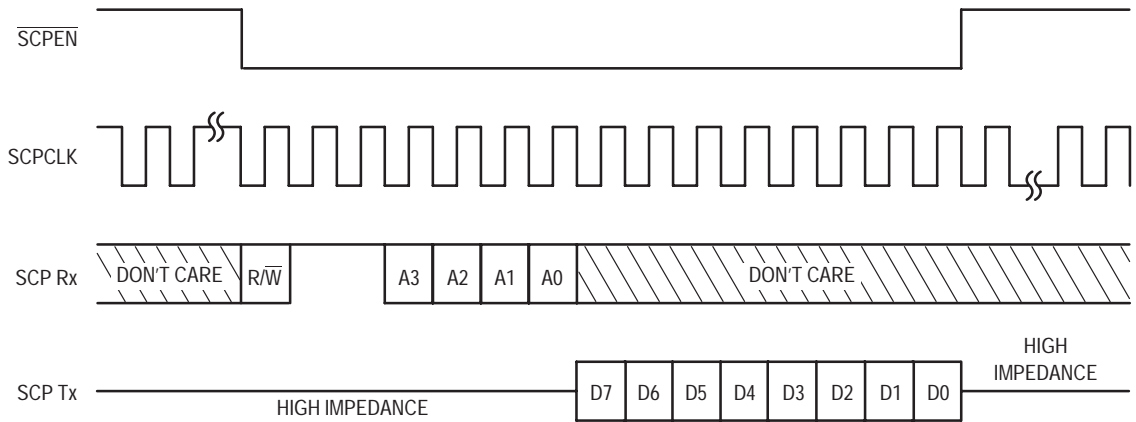 SCPEN
SCPCLK
SCP Rx DON'T CARE R/W A3 A2 A1 A0 DON'T CARE
SCP Tx HIGH IMPEDANCE D7 D6 D5 D4 D3 D2 D1 D0 HIGH
IMPEDANCE